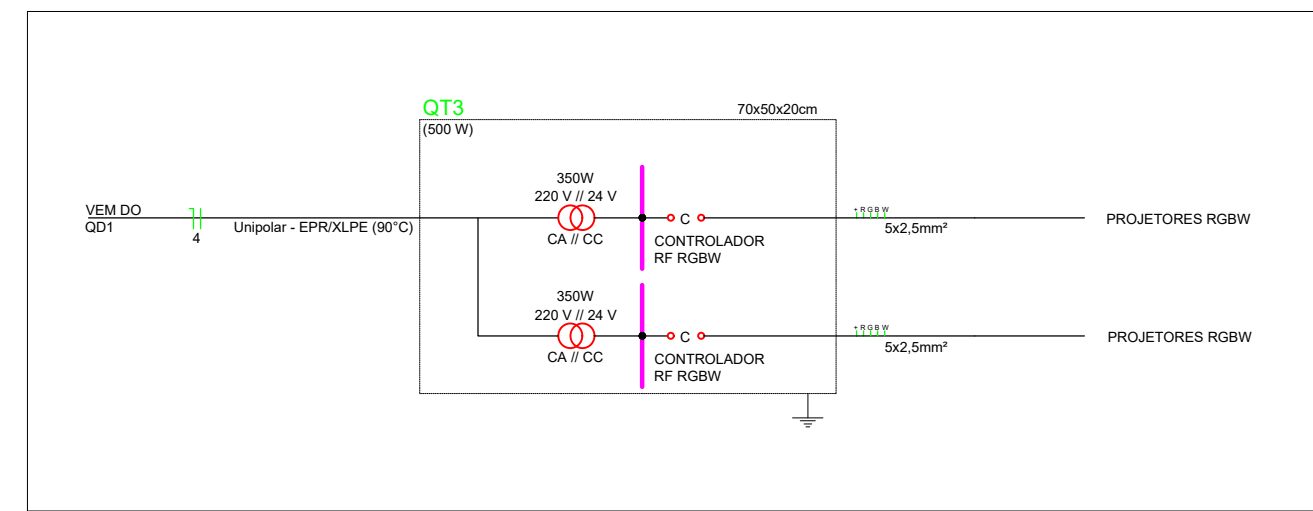 QT3
70x50x20cm
(500 W)
350W
220 V // 24 V
CA // CC
VEM DO
QD1
4
Unipolar - EPR/XLPE (90°C)
C
CONTROLADOR
RF RGBW
+ R G B W
5x2,5mm²
PROJETORES RGBW
350W
220 V // 24 V
CA // CC
C
CONTROLADOR
RF RGBW
+ R G B W
5x2,5mm²
PROJETORES RGBW